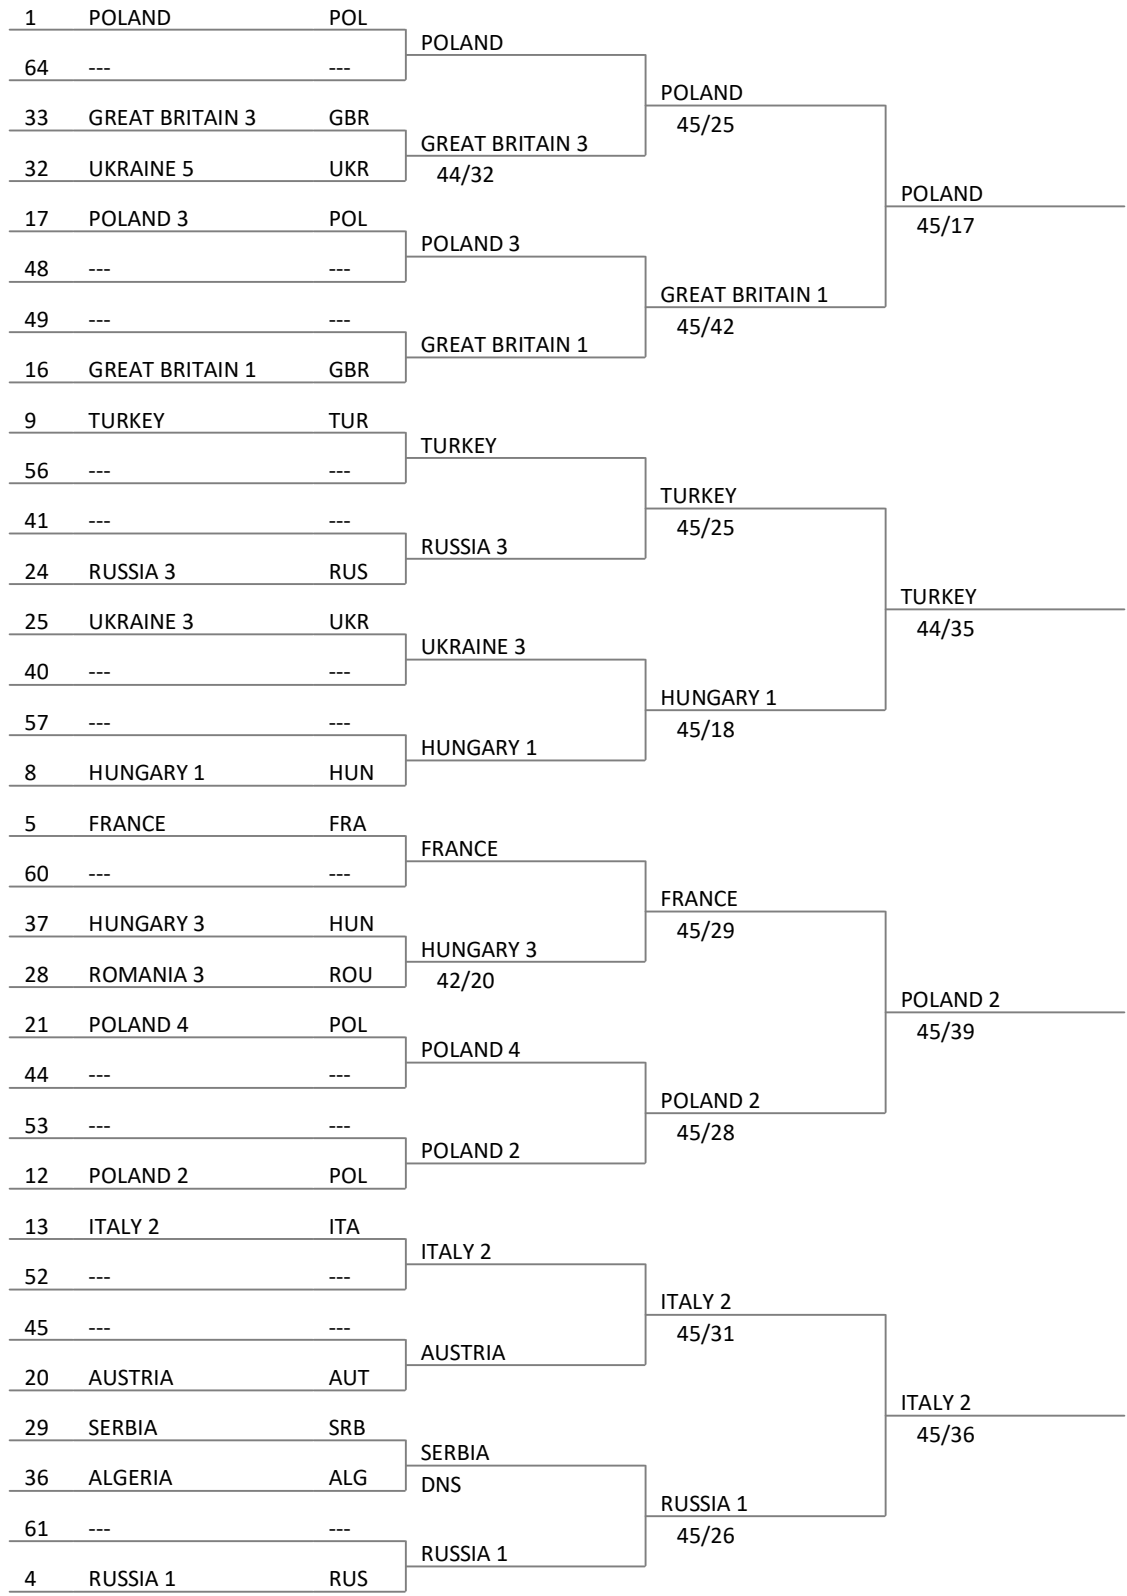 1 POLAND POL
POLAND
64 --- ---
POLAND
45/25
33 GREAT BRITAIN 3 GBR
GREAT BRITAIN 3
44/32
32 UKRAINE 5 UKR
POLAND
45/17
17 POLAND 3 POL
POLAND 3
48 --- ---
GREAT BRITAIN 1
45/42
49 --- ---
GREAT BRITAIN 1
16 GREAT BRITAIN 1 GBR
9 TURKEY TUR
TURKEY
56 --- ---
TURKEY
45/25
41 --- ---
RUSSIA 3
24 RUSSIA 3 RUS
TURKEY
44/35
25 UKRAINE 3 UKR
UKRAINE 3
40 --- ---
HUNGARY 1
45/18
57 --- ---
HUNGARY 1
8 HUNGARY 1 HUN
5 FRANCE FRA
FRANCE
60 --- ---
FRANCE
45/29
37 HUNGARY 3 HUN
HUNGARY 3
42/20
28 ROMANIA 3 ROU
POLAND 2
45/39
21 POLAND 4 POL
POLAND 4
44 --- ---
POLAND 2
45/28
53 --- ---
POLAND 2
12 POLAND 2 POL
13 ITALY 2 ITA
ITALY 2
52 --- ---
ITALY 2
45/31
45 --- ---
AUSTRIA
20 AUSTRIA AUT
ITALY 2
45/36
29 SERBIA SRB
SERBIA
DNS
36 ALGERIA ALG
RUSSIA 1
45/26
61 --- ---
RUSSIA 1
4 RUSSIA 1 RUS